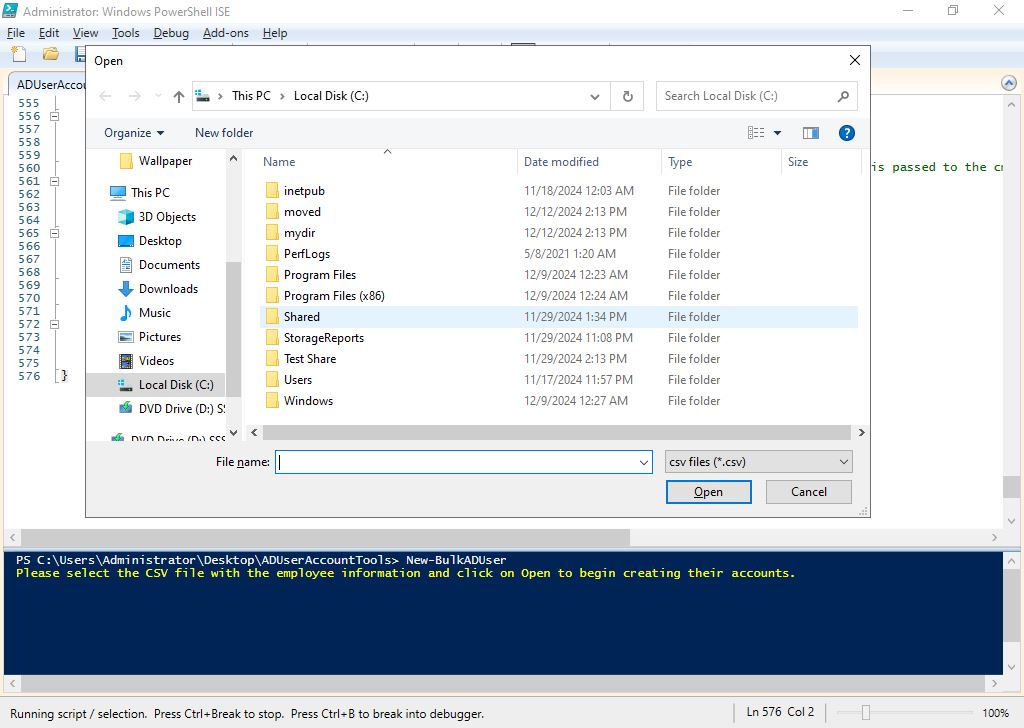 Administrator: Windows PowerShell ISE
File Edit View Tools Debug Add-ons Help
Open
ADUserAccou
This PC > Local Disk (C:)
Search Local Disk (C:)
Organize
New folder
Name Date modified Type Size
Wallpaper
This PC
3D Objects
Desktop
Documents
Downloads
Music
Pictures
Videos
Local Disk (C:)
DVD Drive (D:) SS
DVD Drive (D:) SSS
inetpub 11/18/2024 12:03 AM File folder
moved 12/12/2024 2:13 PM File folder
mydir 12/12/2024 2:13 PM File folder
PerfLogs 5/8/2021 1:20 AM File folder
Program Files 12/9/2024 12:23 AM File folder
Program Files (x86) 12/9/2024 12:24 AM File folder
Shared 11/29/2024 1:34 PM File folder
StorageReports 11/29/2024 11:08 PM File folder
Test Share 11/29/2024 2:13 PM File folder
Users 11/17/2024 11:57 PM File folder
Windows 12/9/2024 12:27 AM File folder
File name:
csv files (*.csv)
Open
Cancel
555
556
557
558
559
560
is passed to the cm
561
562
563
564
565
566
567
568
569
570
571
572
573
574
575
576 }
PS C:\Users\Administrator\Desktop\ADUserAccountTools> New-BulkADUser
Please select the CSV file with the employee information and click on Open to begin creating their accounts.
Running script / selection. Press Ctrl+Break to stop. Press Ctrl+B to break into debugger.
Ln 576 Col 2
100%